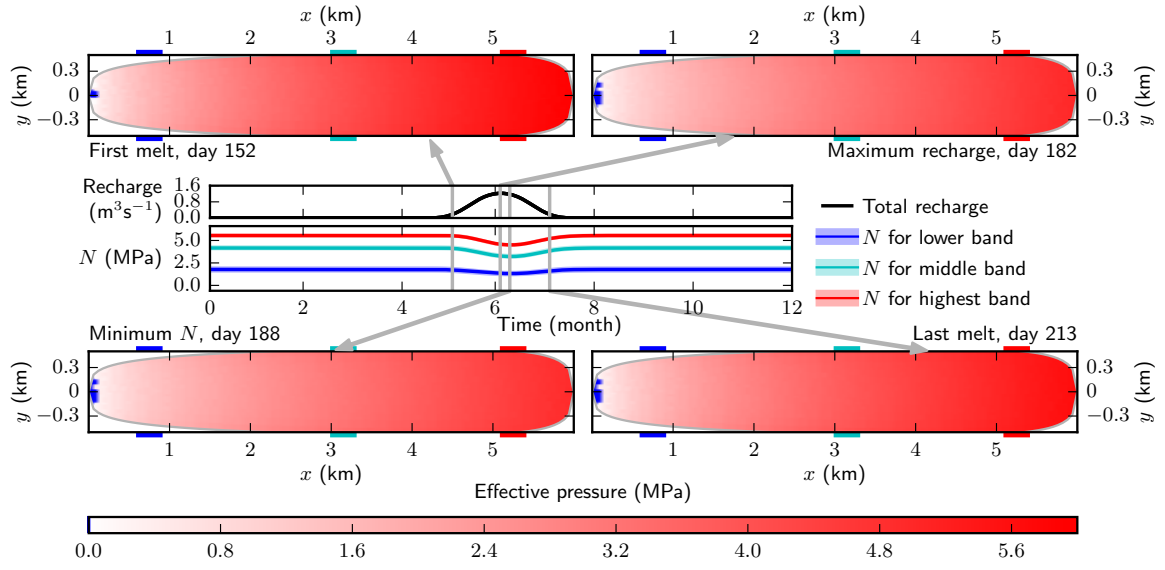 x (km) x (km)
1 2 3 4 5 1 2 3 4 5
y (km) 0.3 0.3 y (km)
0 0
−0.3 −0.3
First melt, day 152 Maximum recharge, day 182
Recharge 1.6
(m³s⁻¹) 0.8
0.0
Total recharge
N (MPa) 5.0
2.5
0.0
N for lower band
N for middle band
N for highest band
0 2 4 6 8 10 12
Time (month)
Minimum N, day 188 Last melt, day 213
y (km) 0.3 0.3 y (km)
0 0
−0.3 −0.3
1 2 3 4 5 1 2 3 4 5
x (km) x (km)
Effective pressure (MPa)
0.0 0.8 1.6 2.4 3.2 4.0 4.8 5.6